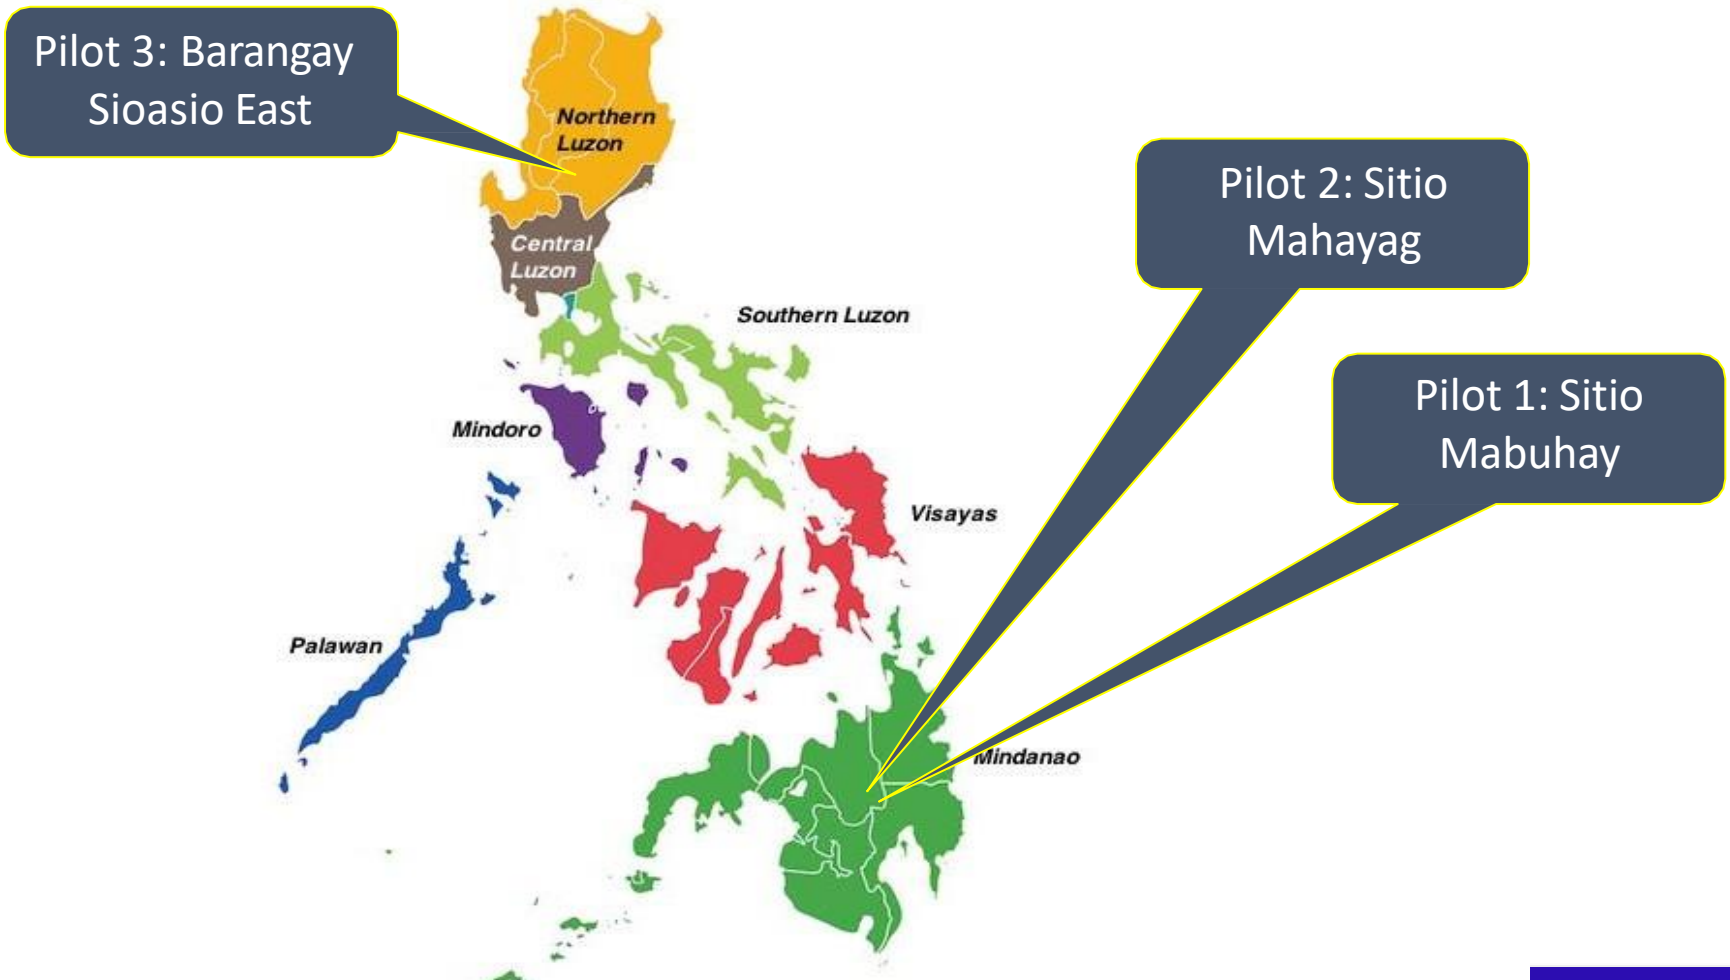 Pilot 3: Barangay
Sioasio East
Northern
Luzon
Pilot 2: Sitio
Mahayag
Central
Luzon
Southern Luzon
Pilot 1: Sitio
Mabuhay
Mindoro
Visayas
Palawan
Mindanao